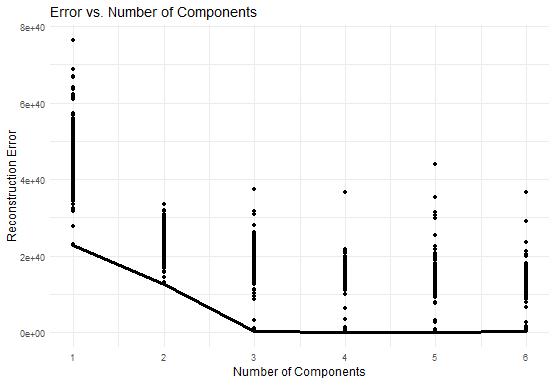 Error vs. Number of Components
8e+40
6e+40
4e+40
2e+40
0e+00
Reconstruction Error
1 2 3 4 5 6
Number of Components